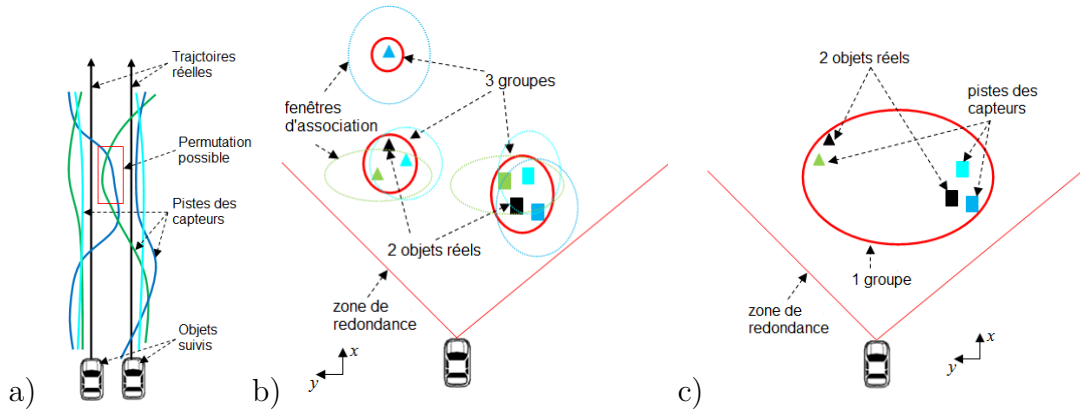 Trajctoires
réelles
Permutation
possible
Pistes des
capteurs
Objets
suivis
a)
fenêtres
d'association
3 groupes
2 objets réels
zone de
redondance
x
y
b)
2 objets réels
pistes des
capteurs
1 groupe
zone de
redondance
x
y
c)